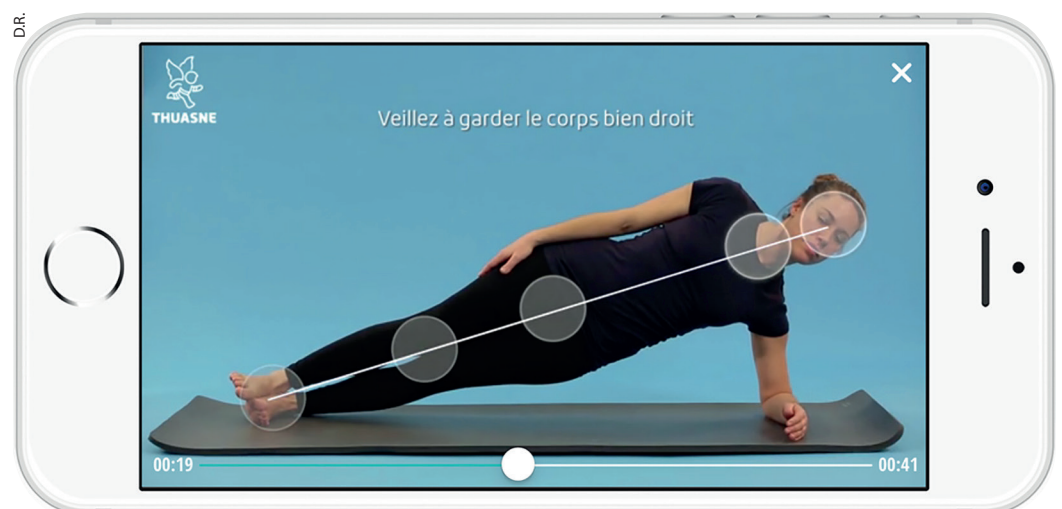 D.R.
THUASNE
Veillez à garder le corps bien droit
00:19
00:41